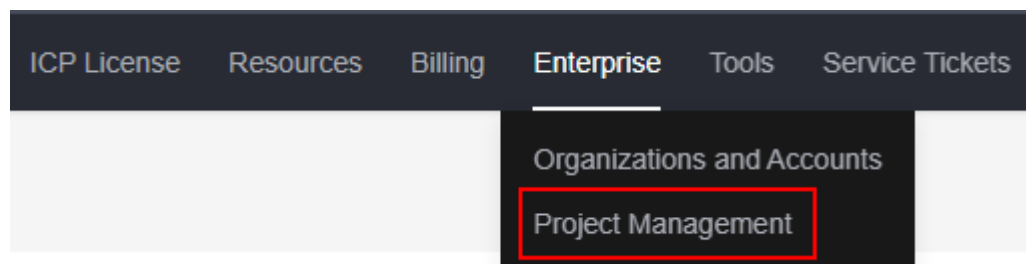 ICP License Resources Billing Enterprise Tools Service Tickets
Organizations and Accounts
Project Management